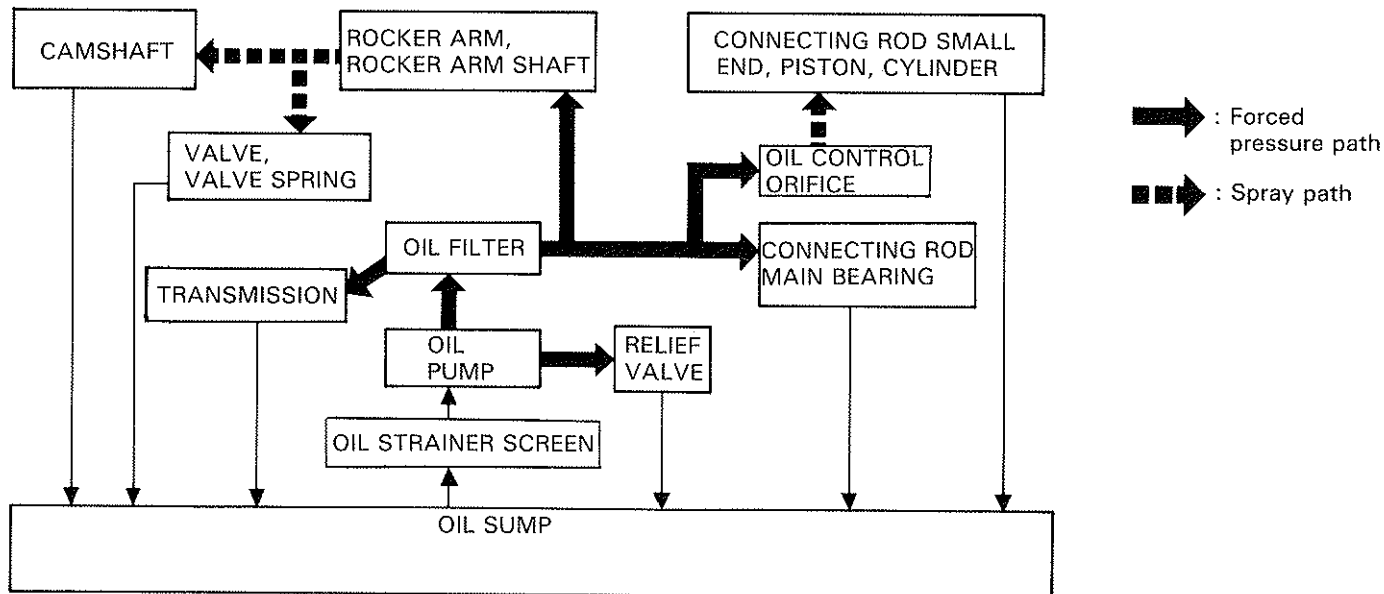 CAMSHAFT
ROCKER ARM,
ROCKER ARM SHAFT
CONNECTING ROD SMALL
END, PISTON, CYLINDER
: Forced
pressure path
VALVE,
VALVE SPRING
OIL CONTROL
ORIFICE
: Spray path
OIL FILTER
CONNECTING ROD
MAIN BEARING
TRANSMISSION
OIL
PUMP
RELIEF
VALVE
OIL STRAINER SCREEN
OIL SUMP